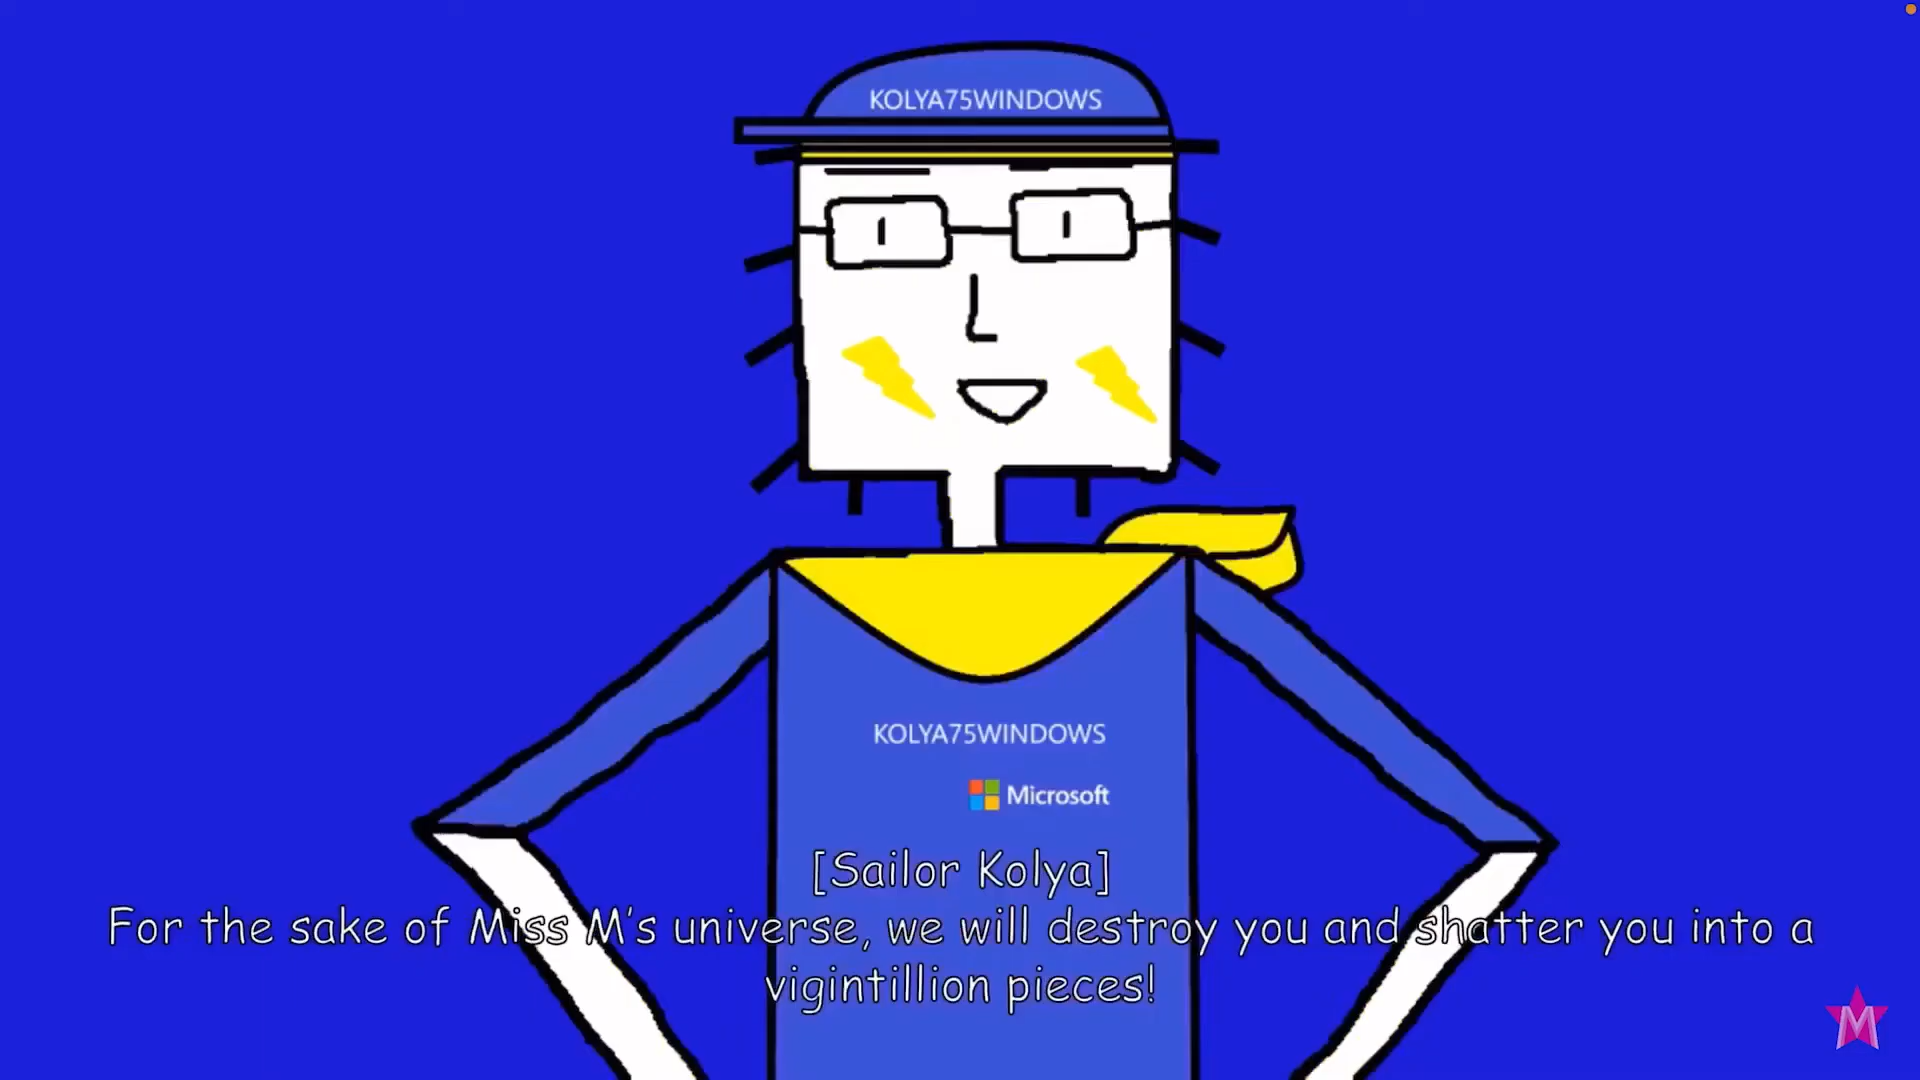 KOLYA75WINDOWS
KOLYA75WINDOWS
Microsoft
[Sailor Kolya]
For the sake of Miss M's universe, we will destroy you and shatter you into a
vigintillion pieces!
M